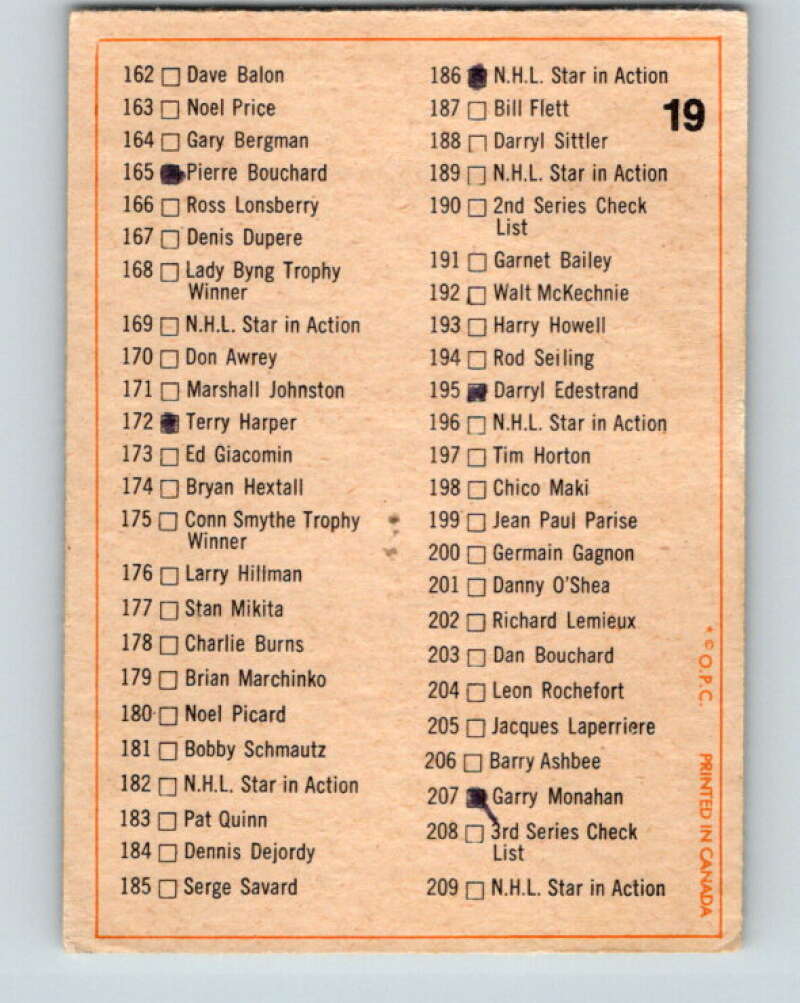 162 Dave Balon
163 Noel Price
164 Gary Bergman
165 Pierre Bouchard
166 Ross Lonsberry
167 Denis Dupere
168 Lady Byng Trophy
Winner
169 N.H.L. Star in Action
170 Don Awrey
171 Marshall Johnston
172 Terry Harper
173 Ed Giacomin
174 Bryan Hextall
175 Conn Smythe Trophy
Winner
176 Larry Hillman
177 Stan Mikita
178 Charlie Burns
179 Brian Marchinko
180 Noel Picard
181 Bobby Schmautz
182 N.H.L. Star in Action
183 Pat Quinn
184 Dennis Dejordy
185 Serge Savard
186 N.H.L. Star in Action
187 Bill Flett
19
188 Darryl Sittler
189 N.H.L. Star in Action
190 2nd Series Check
List
191 Garnet Bailey
192 Walt McKechnie
193 Harry Howell
194 Rod Seiling
195 Darryl Edestrand
196 N.H.L. Star in Action
197 Tim Horton
198 Chico Maki
199 Jean Paul Parise
200 Germain Gagnon
201 Danny O'Shea
202 Richard Lemieux
203 Dan Bouchard
204 Leon Rochefort
205 Jacques Laperriere
206 Barry Ashbee
207 Garry Monahan
208 3rd Series Check
List
209 N.H.L. Star in Action
* © O.P.C. PRINTED IN CANADA